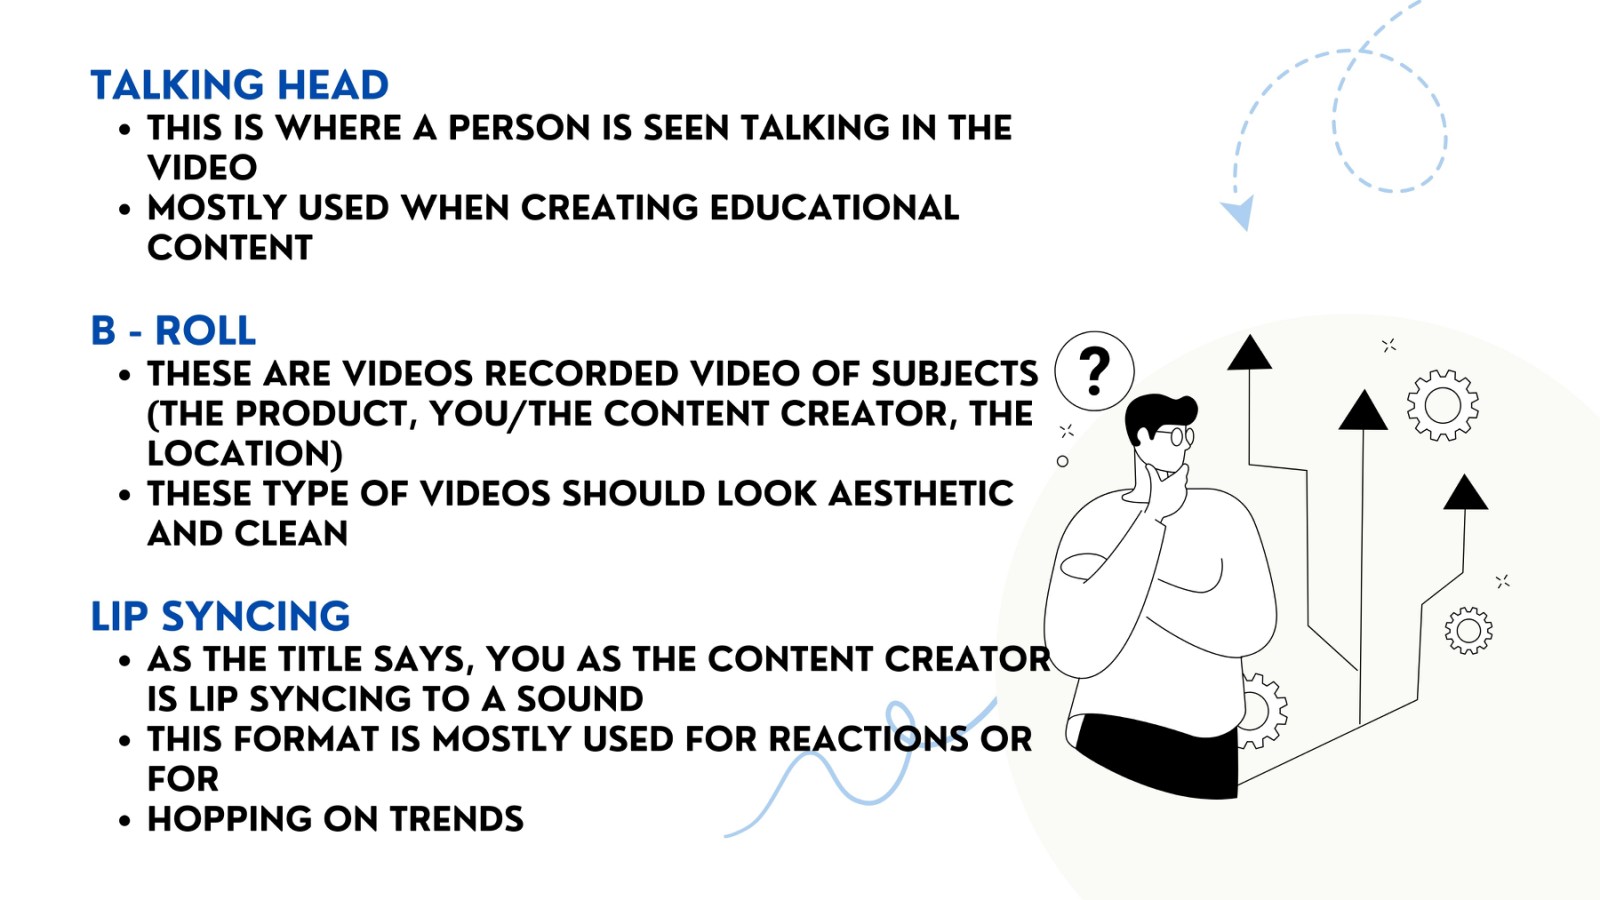 TALKING HEAD
• THIS IS WHERE A PERSON IS SEEN TALKING IN THE
VIDEO
• MOSTLY USED WHEN CREATING EDUCATIONAL
CONTENT
B - ROLL
• THESE ARE VIDEOS RECORDED VIDEO OF SUBJECTS
(THE PRODUCT, YOU/THE CONTENT CREATOR, THE
LOCATION)
• THESE TYPE OF VIDEOS SHOULD LOOK AESTHETIC
AND CLEAN
LIP SYNCING
• AS THE TITLE SAYS, YOU AS THE CONTENT CREATOR
IS LIP SYNCING TO A SOUND
• THIS FORMAT IS MOSTLY USED FOR REACTIONS OR
FOR
• HOPPING ON TRENDS
?